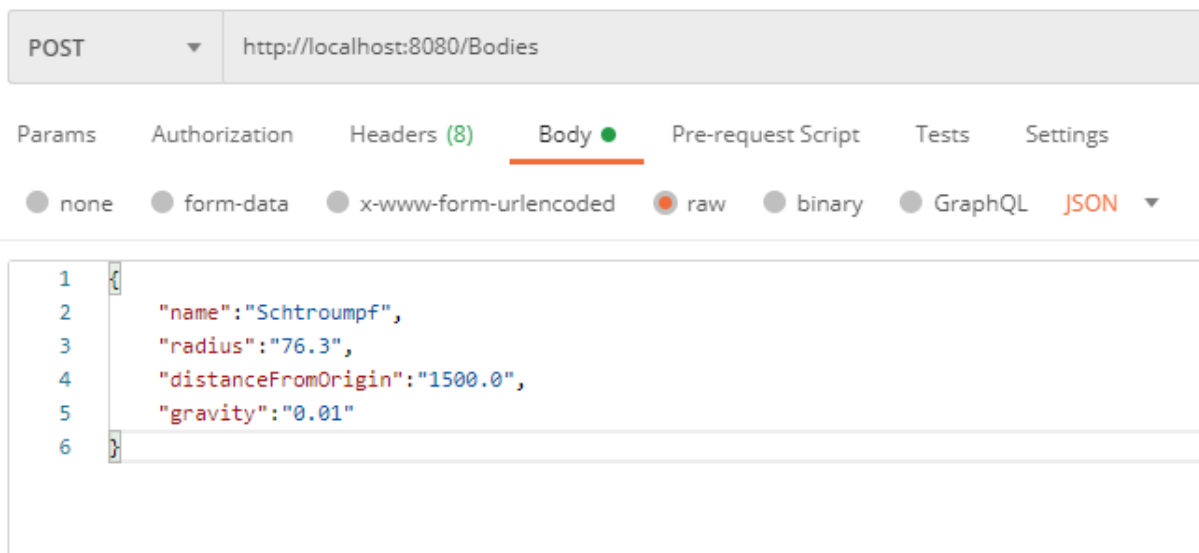 POST http://localhost:8080/Bodies
Params Authorization Headers (8) Body Pre-request Script Tests Settings
none form-data x-www-form-urlencoded raw binary GraphQL JSON
1 {
2 "name":"Schtroumpf",
3 "radius":"76.3",
4 "distanceFromOrigin":"1500.0",
5 "gravity":"0.01"
6 }